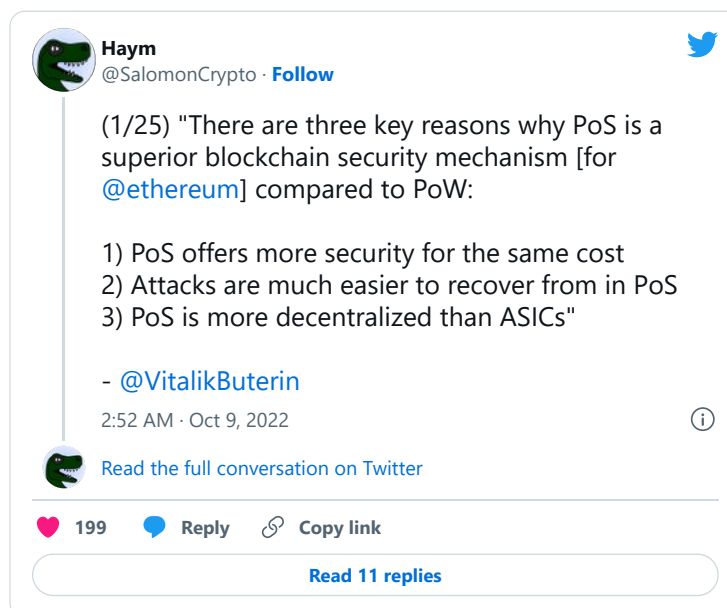 Haym
@SalomonCrypto · Follow
(1/25) "There are three key reasons why PoS is a
superior blockchain security mechanism [for
@ethereum] compared to PoW:
1) PoS offers more security for the same cost
2) Attacks are much easier to recover from in PoS
3) PoS is more decentralized than ASICs"
- @VitalikButerin
2:52 AM · Oct 9, 2022
Read the full conversation on Twitter
199 Reply Copy link
Read 11 replies